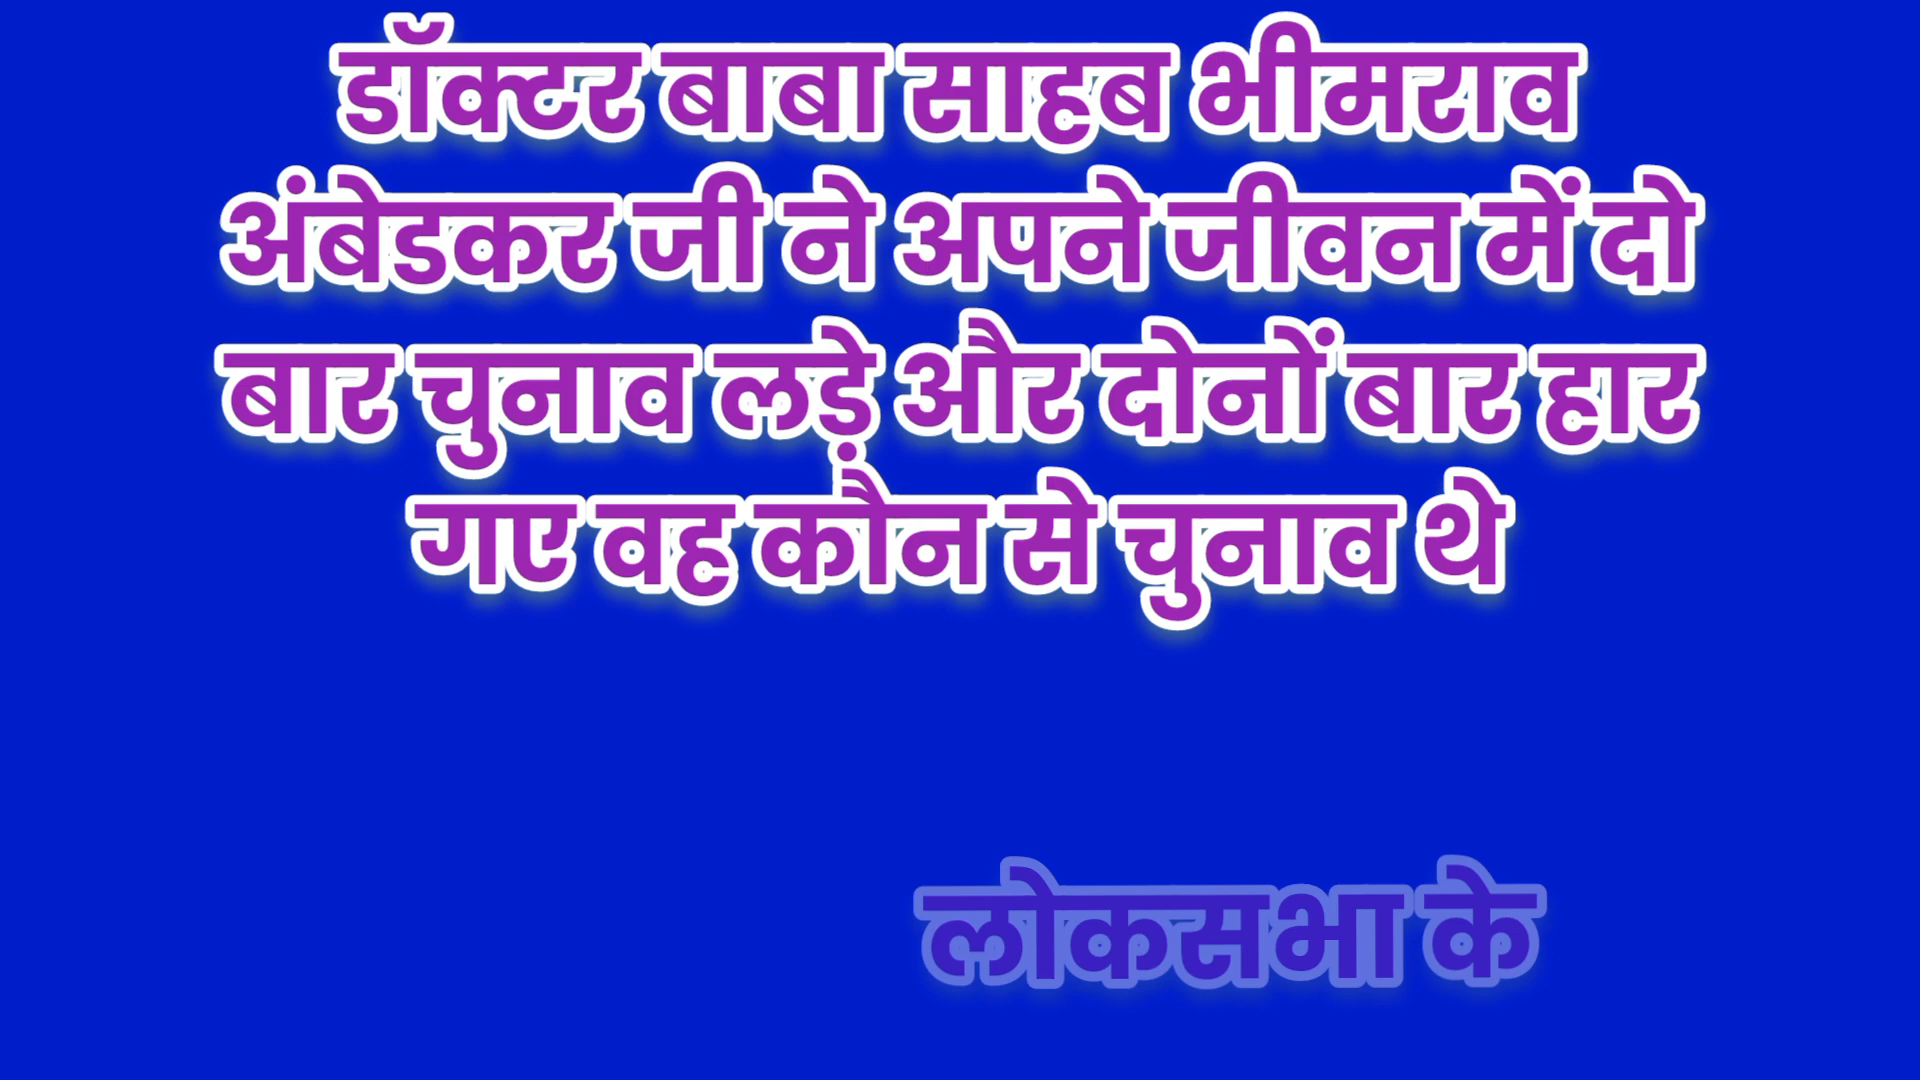 डॉक्टर बाबा साहब भीमराव
अंबेडकर जी ने अपने जीवन में दो
बार चुनाव लड़े और दोनों बार हार
गए वह कौन से चुनाव थे
लोकसभा के